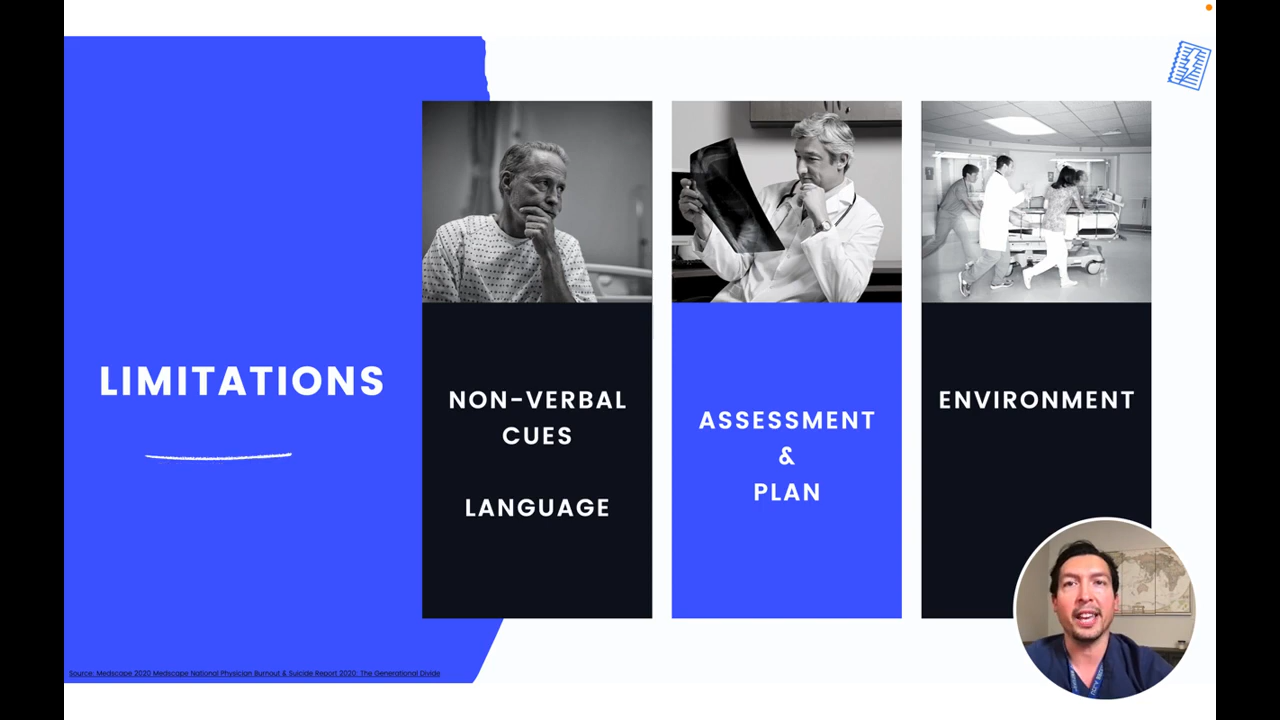 LIMITATIONS
NON-VERBAL
CUES
LANGUAGE
ASSESSMENT
&
PLAN
ENVIRONMENT
Source: Medscape 2020 Medscape National Physician Burnout & Suicide Report 2020: The Generational Divide